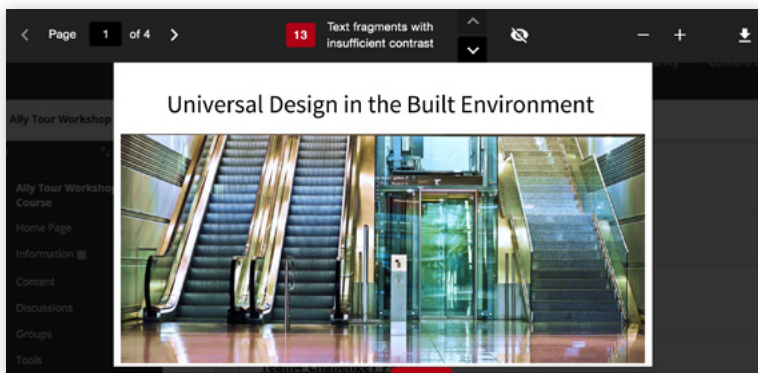 Page 1 of 4
13
Text fragments with
insufficient contrast
Universal Design in the Built Environment
Ally Tour Workshop
Ally Tour Workshop
Course
Home Page
Information
Content
Discussions
Groups
Tools